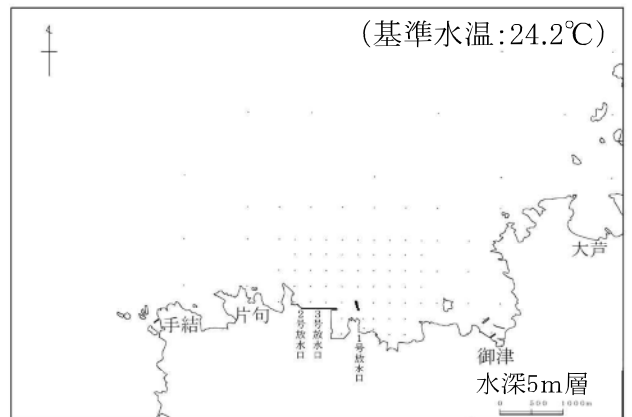 (基準水温:24.2℃)
大芦
手結
片句
2号放水口
3号放水口
1号放水口
御津
水深5m層
0 500 1000m